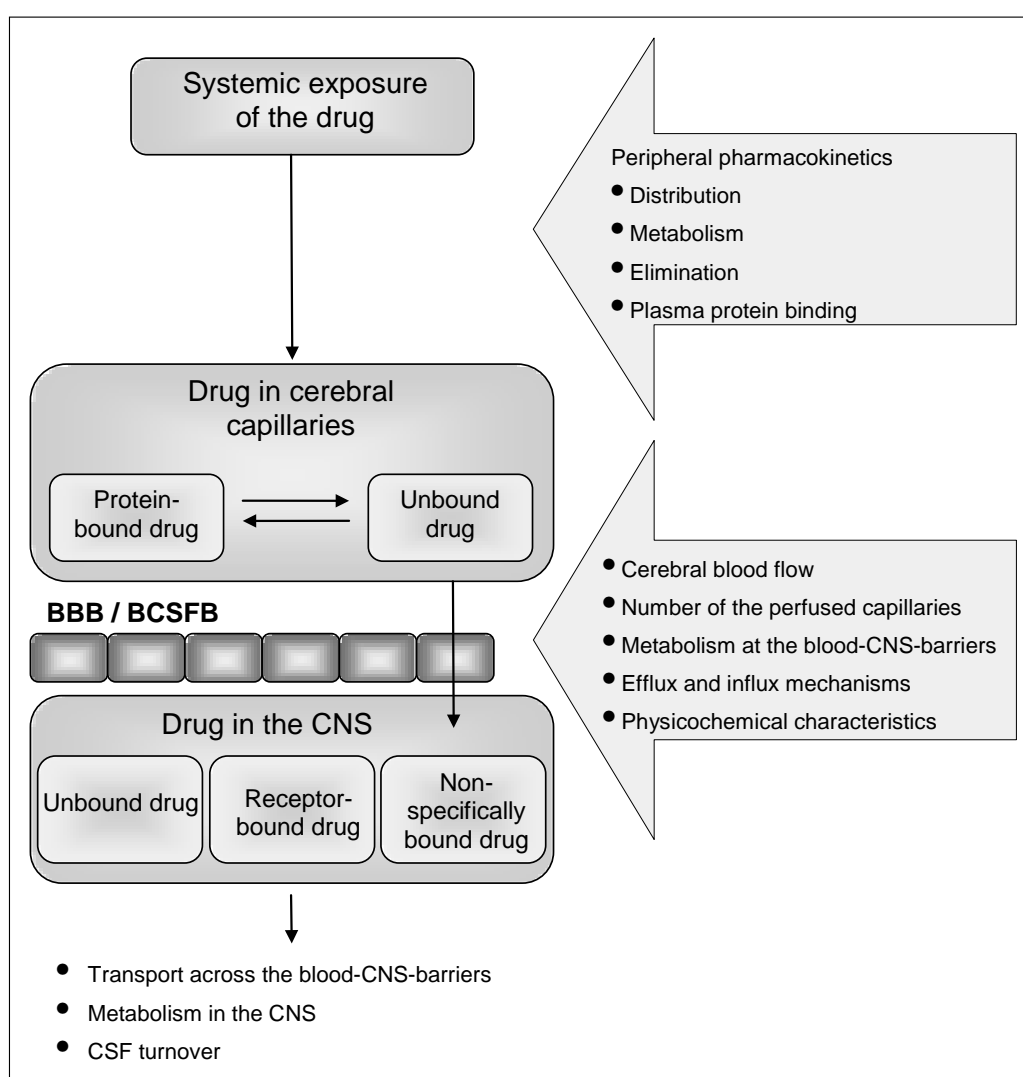 Systemic exposure
of the drug
Peripheral pharmacokinetics
• Distribution
• Metabolism
• Elimination
• Plasma protein binding
Drug in cerebral
capillaries
Protein-
bound drug
Unbound
drug
• Cerebral blood flow
• Number of the perfused capillaries
• Metabolism at the blood-CNS-barriers
• Efflux and influx mechanisms
• Physicochemical characteristics
BBB / BCSFB
Drug in the CNS
Unbound drug
Receptor-
bound drug
Non-
specifically
bound drug
• Transport across the blood-CNS-barriers
• Metabolism in the CNS
• CSF turnover